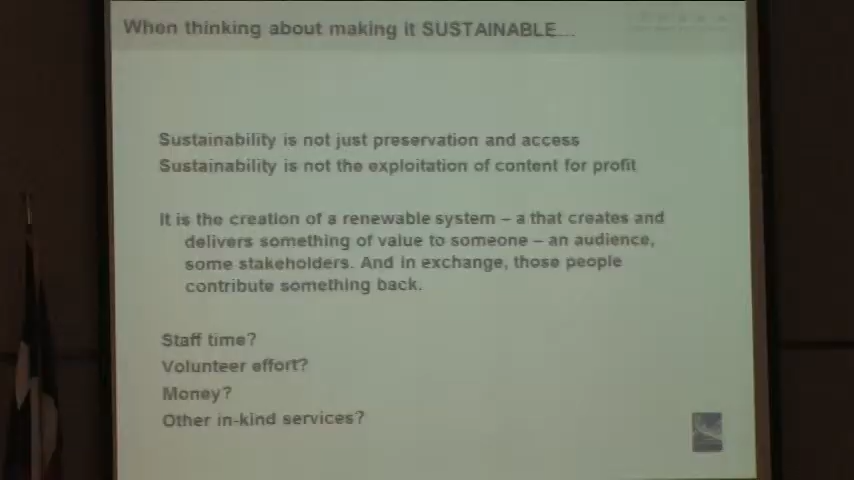 When thinking about making it SUSTAINABLE...
Sustainability is not just preservation and access
Sustainability is not the exploitation of content for profit
It is the creation of a renewable system – a that creates and
delivers something of value to someone – an audience,
some stakeholders. And in exchange, those people
contribute something back.
Staff time?
Volunteer effort?
Money?
Other in-kind services?